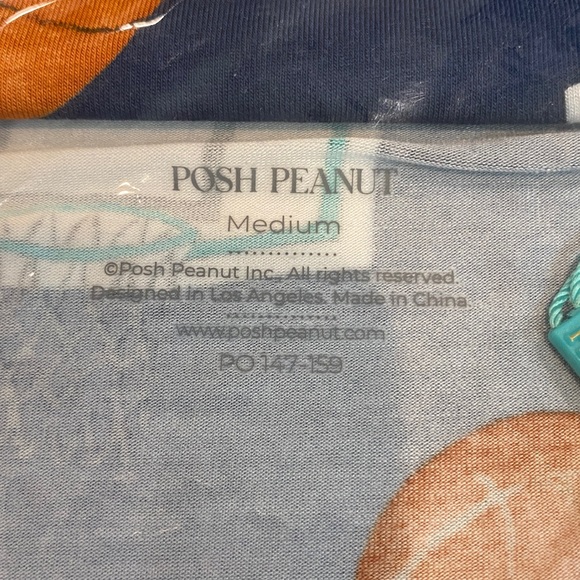 POSH PEANUT
Medium
©Posh Peanut Inc., All rights reserved.
Designed in Los Angeles. Made in China.
www.poshpeanut.com
PO 147-159